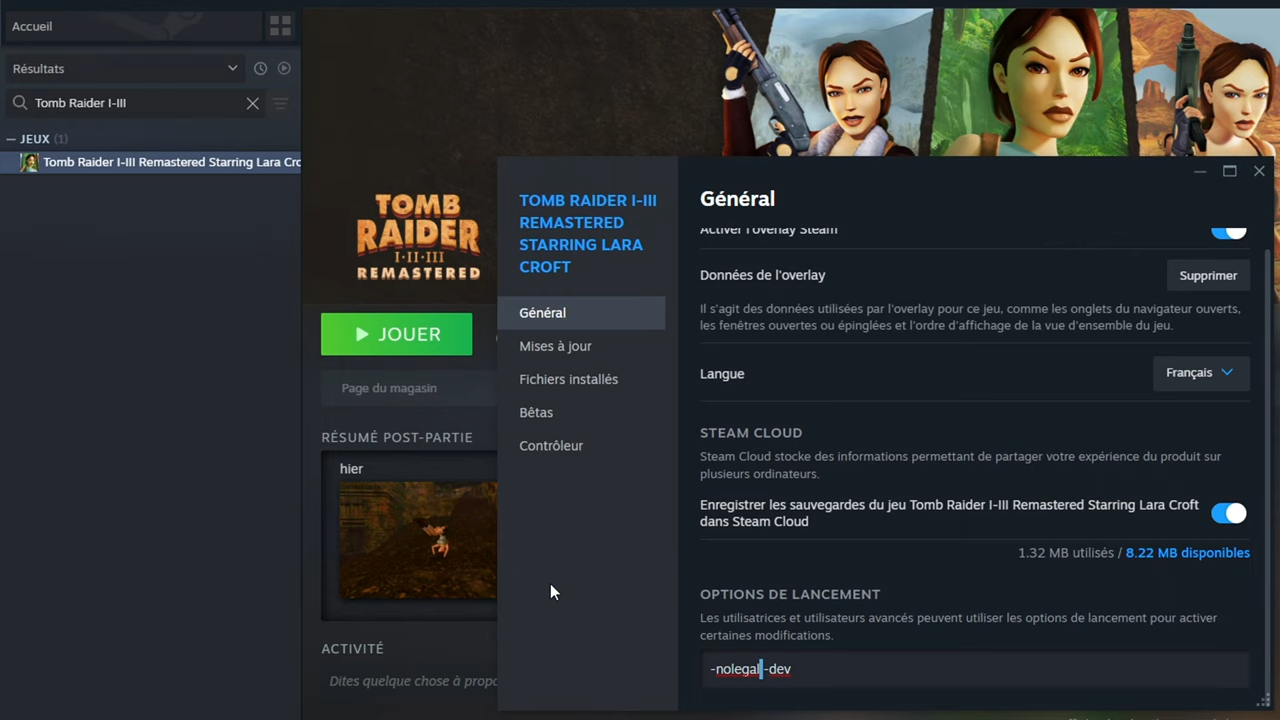 Accueil
Résultats
Tomb Raider I-III
JEUX (1)
Tomb Raider I-III Remastered Starring Lara Cro
TOMB
RAIDER
I·II·III
REMASTERED
JOUER
Page du magasin
RÉSUMÉ POST-PARTIE
hier
ACTIVITÉ
Dites quelque chose à propo
TOMB RAIDER I-III
REMASTERED
STARRING LARA
CROFT
Général
Mises à jour
Fichiers installés
Bêtas
Contrôleur
Général
Activer l'overlay Steam
Données de l'overlay
Supprimer
Il s'agit des données utilisées par l'overlay pour ce jeu, comme les onglets du navigateur ouverts,
les fenêtres ouvertes ou épinglées et l'ordre d'affichage de la vue d'ensemble du jeu.
Langue
Français
STEAM CLOUD
Steam Cloud stocke des informations permettant de partager votre expérience du produit sur
plusieurs ordinateurs.
Enregistrer les sauvegardes du jeu Tomb Raider I-III Remastered Starring Lara Croft
dans Steam Cloud
1.32 MB utilisés / 8.22 MB disponibles
OPTIONS DE LANCEMENT
Les utilisatrices et utilisateurs avancés peuvent utiliser les options de lancement pour activer
certaines modifications.
-nolegal -dev